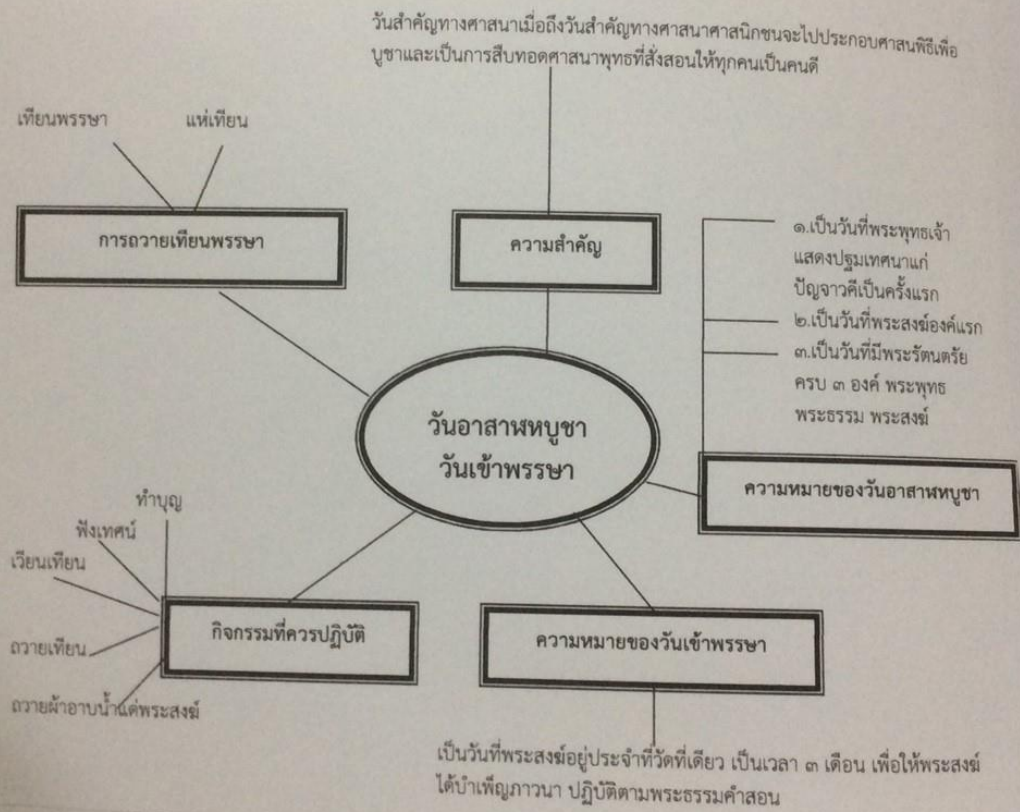 วันสำคัญทางศาสนาเมื่อถึงวันสำคัญทางศาสนาศาสนิกชนจะไปประกอบศาสนพิธีเพื่อ
บูชาและเป็นการสืบทอดศาสนาพุทธที่สั่งสอนให้ทุกคนเป็นคนดี
เทียนพรรษา
แห่เทียน
การถวายเทียนพรรษา
ความสำคัญ
๑.เป็นวันที่พระพุทธเจ้า
แสดงปฐมเทศนาแก่
ปัญจาวคีเป็นครั้งแรก
๒.เป็นวันที่พระสงฆ์องค์แรก
๓.เป็นวันที่มีพระรัตนตรัย
ครบ ๓ องค์ พระพุทธ
พระธรรม พระสงฆ์
วันอาสาฬหบูชา
วันเข้าพรรษา
ความหมายของวันอาสาฬหบูชา
ทำบุญ
ฟังเทศน์
เวียนเทียน
ถวายเทียน
ถวายผ้าอาบน้ำแด่พระสงฆ์
กิจกรรมที่ควรปฏิบัติ
ความหมายของวันเข้าพรรษา
เป็นวันที่พระสงฆ์อยู่ประจำที่วัดที่เดียว เป็นเวลา ๓ เดือน เพื่อให้พระสงฆ์
ได้บำเพ็ญภาวนา ปฏิบัติตามพระธรรมคำสอน